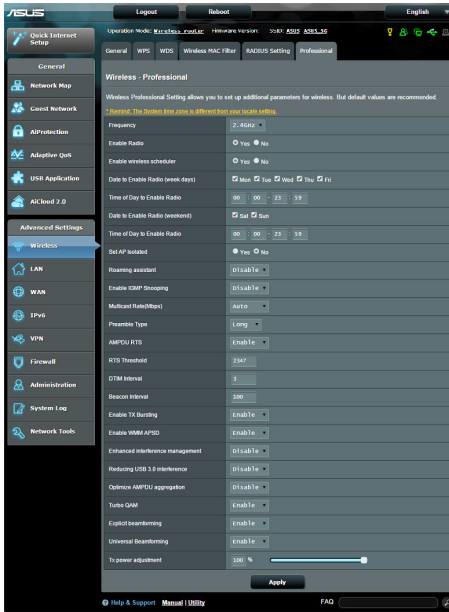 ASUS
Logout
Reboot
English
Quick Internet Setup
Operation Mode: Wireless router Firmware Version: SSID: ASUS ASUS_5G
General WPS WDS Wireless MAC Filter RADIUS Setting Professional
General
Network Map
Guest Network
AiProtection
Adaptive QoS
USB Application
AiCloud 2.0
Advanced Settings
Wireless
LAN
WAN
IPv6
VPN
Firewall
Administration
System Log
Network Tools
Wireless - Professional
Wireless Professional Setting allows you to set up additional parameters for wireless. But default values are recommended.
* Remind: The System time zone is different from your locale setting.
Frequency 2.4GHz
Enable Radio Yes No
Enable wireless scheduler Yes No
Date to Enable Radio (week days) Mon Tue Wed Thu Fri
Time of Day to Enable Radio 00 : 00 - 23 : 59
Date to Enable Radio (weekend) Sat Sun
Time of Day to Enable Radio 00 : 00 - 23 : 59
Set AP Isolated Yes No
Roaming assistant Disable
Enable IGMP Snooping Disable
Multicast Rate(Mbps) Auto
Preamble Type Long
AMPDU RTS Enable
RTS Threshold 2347
DTIM Interval 3
Beacon Interval 100
Enable TX Bursting Enable
Enable WMM APSD Enable
Enhanced interference management Disable
Reducing USB 3.0 interference Disable
Optimize AMPDU aggregation Disable
Turbo QAM Enable
Explicit beamforming Enable
Universal Beamforming Enable
Tx power adjustment 100 %
Apply
Help & Support Manual | Utility FAQ